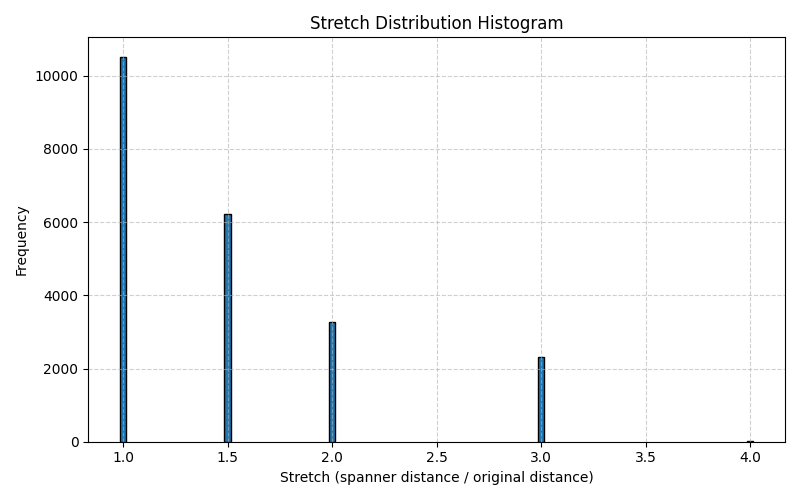 Stretch Distribution Histogram
Frequency
10000
8000
6000
4000
2000
0
1.0 1.5 2.0 2.5 3.0 3.5 4.0
Stretch (spanner distance / original distance)